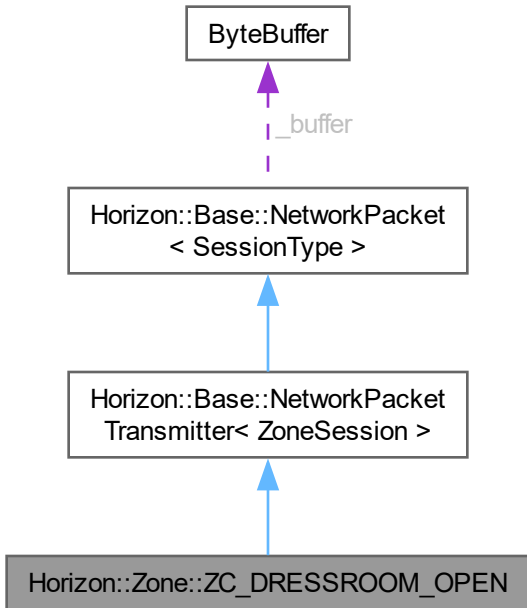 ByteBuffer
_buffer
Horizon::Base::NetworkPacket
< SessionType >
Horizon::Base::NetworkPacket
Transmitter< ZoneSession >
Horizon::Zone::ZC_DRESSROOM_OPEN